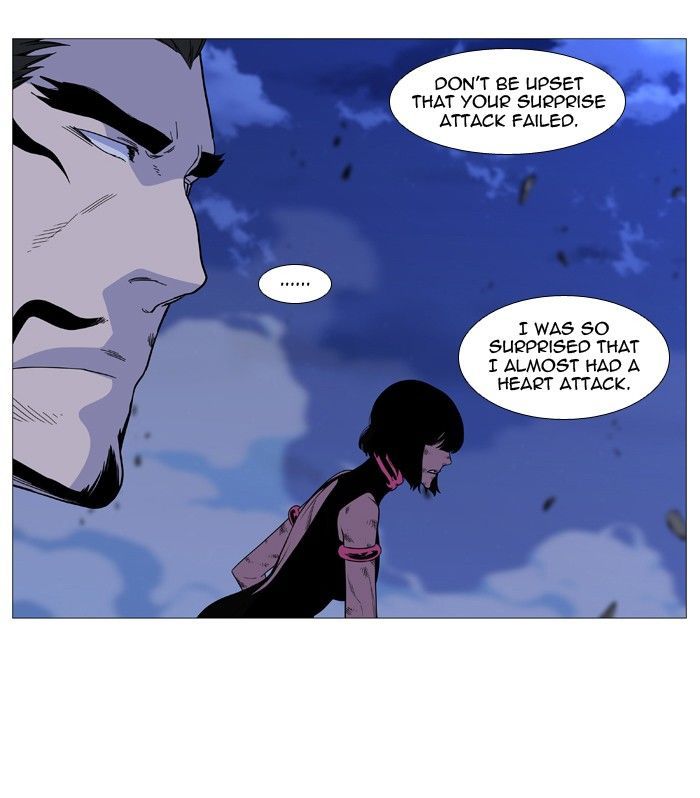 DON'T BE UPSET
THAT YOUR SURPRISE
ATTACK FAILED.
......
I WAS SO
SURPRISED THAT
I ALMOST HAD A
HEART ATTACK.